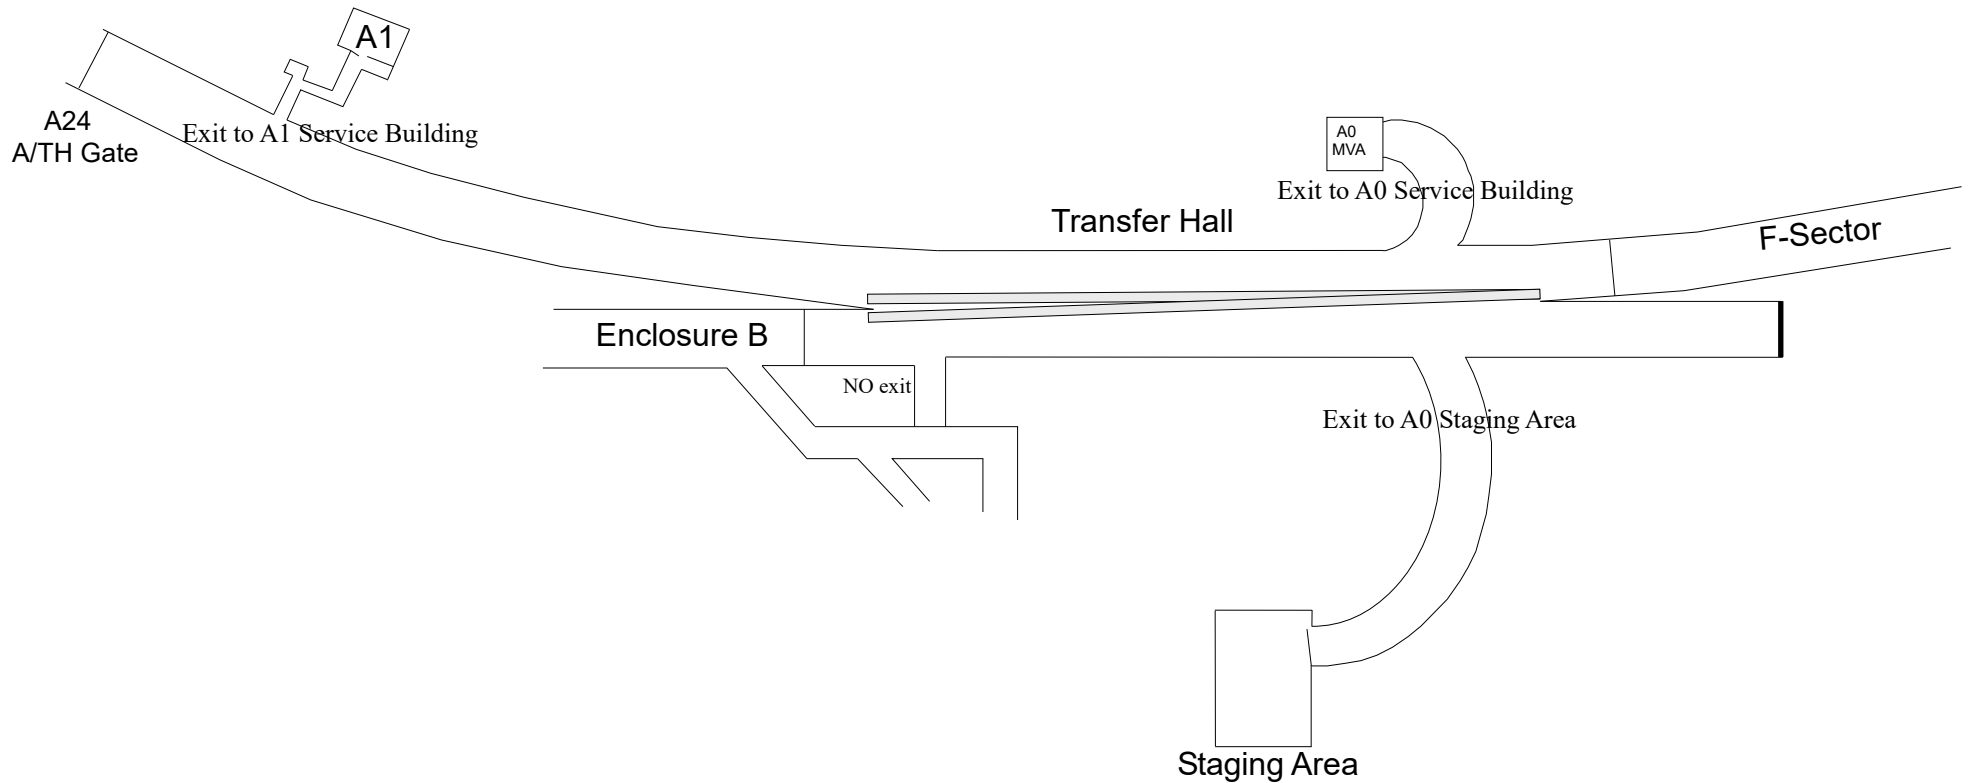 A1
A24
A/TH Gate
Exit to A1 Service Building
A0
MVA
Exit to A0 Service Building
Transfer Hall
F-Sector
Enclosure B
NO exit
Exit to A0 Staging Area
Staging Area